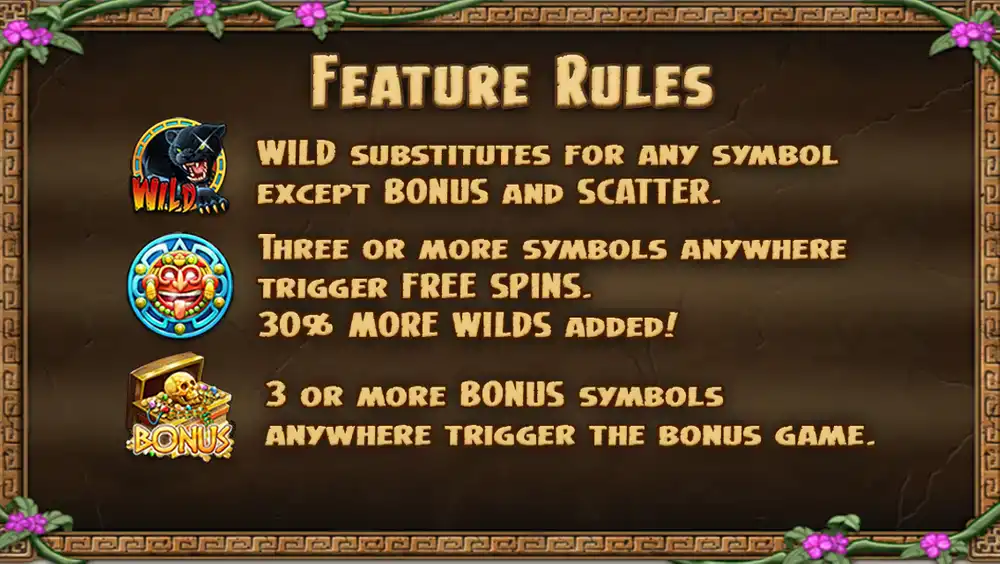 FEATURE RULES
WILD
WILD SUBSTITUTES FOR ANY SYMBOL
EXCEPT BONUS AND SCATTER.
THREE OR MORE SYMBOLS ANYWHERE
TRIGGER FREE SPINS.
30% MORE WILDS ADDED!
BONUS
3 OR MORE BONUS SYMBOLS
ANYWHERE TRIGGER THE BONUS GAME.